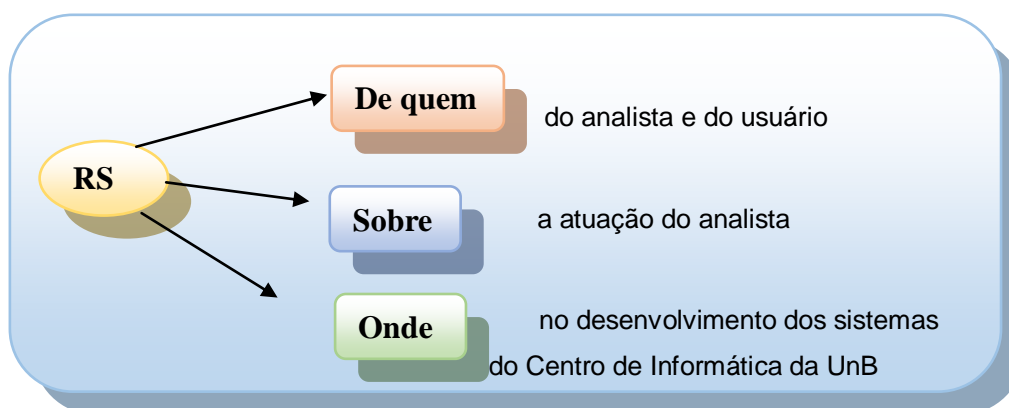 De quem
do analista e do usuário
RS
Sobre
a atuação do analista
Onde
no desenvolvimento dos sistemas
do Centro de Informática da UnB